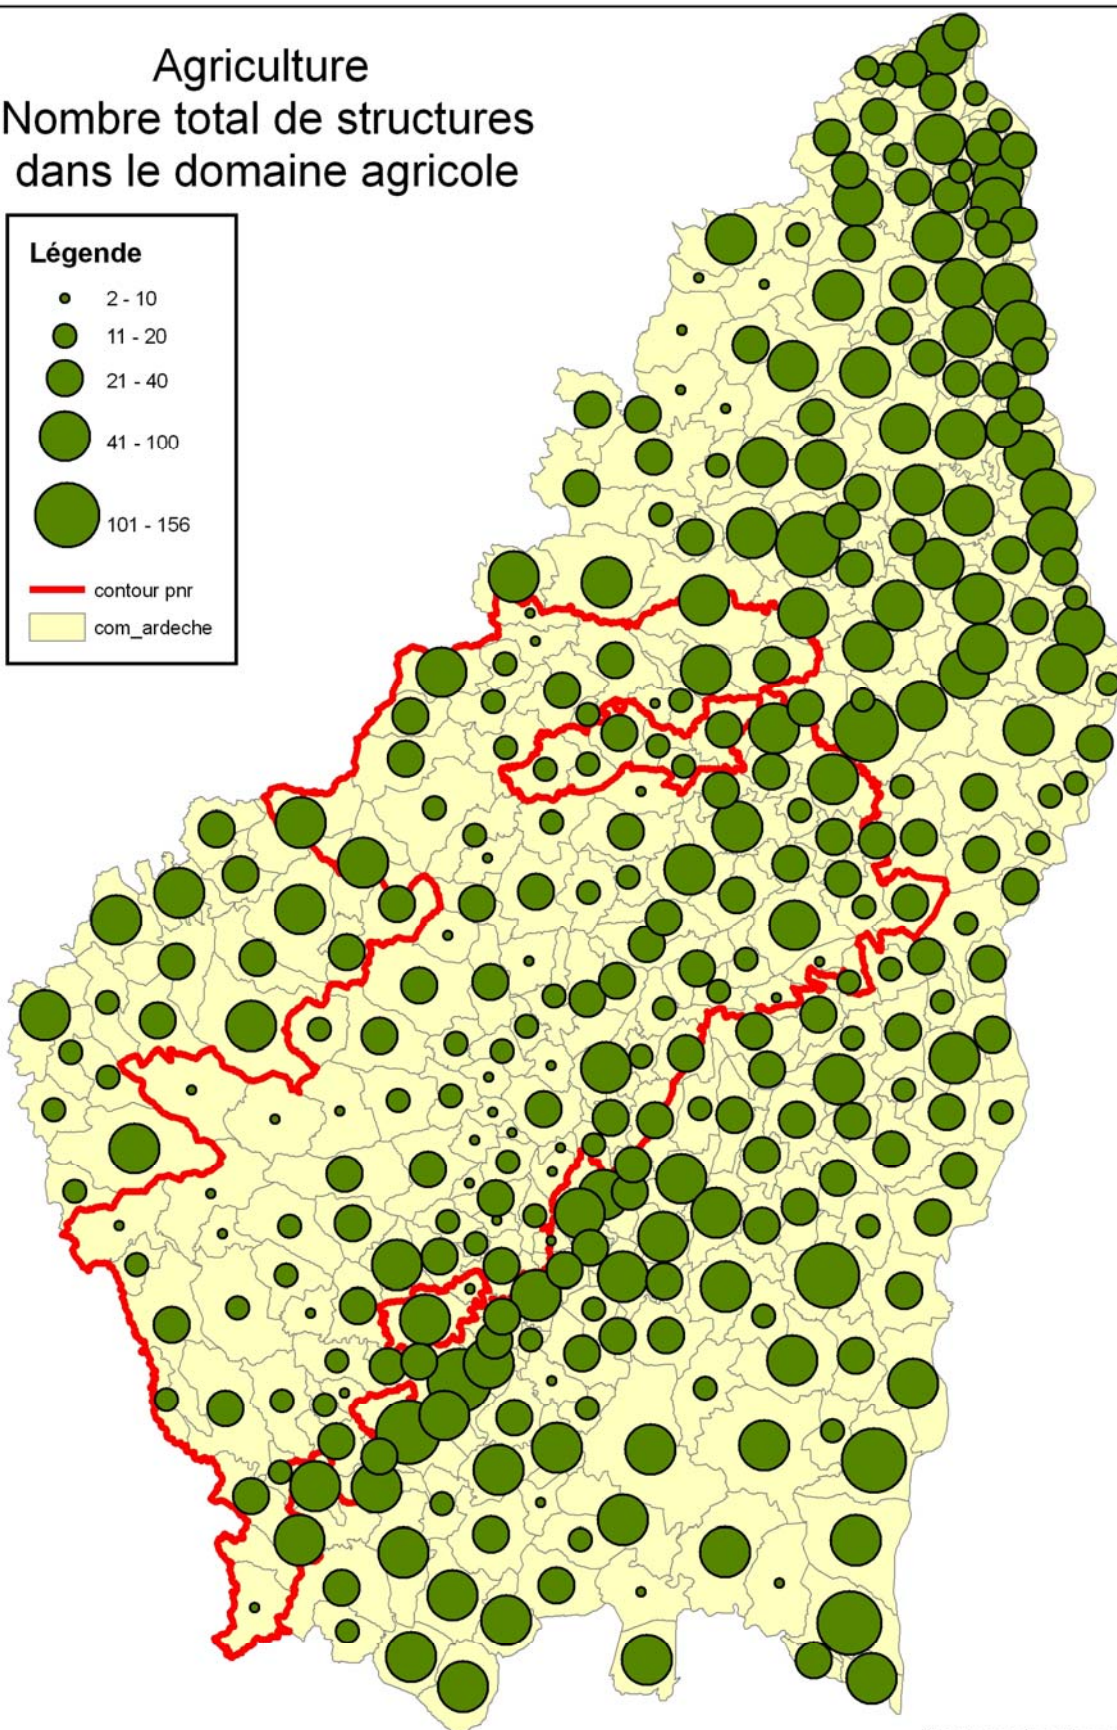 Agriculture
Nombre total de structures
dans le domaine agricole
Légende
2 - 10
11 - 20
21 - 40
41 - 100
101 - 156
contour pnr
com_ardeche